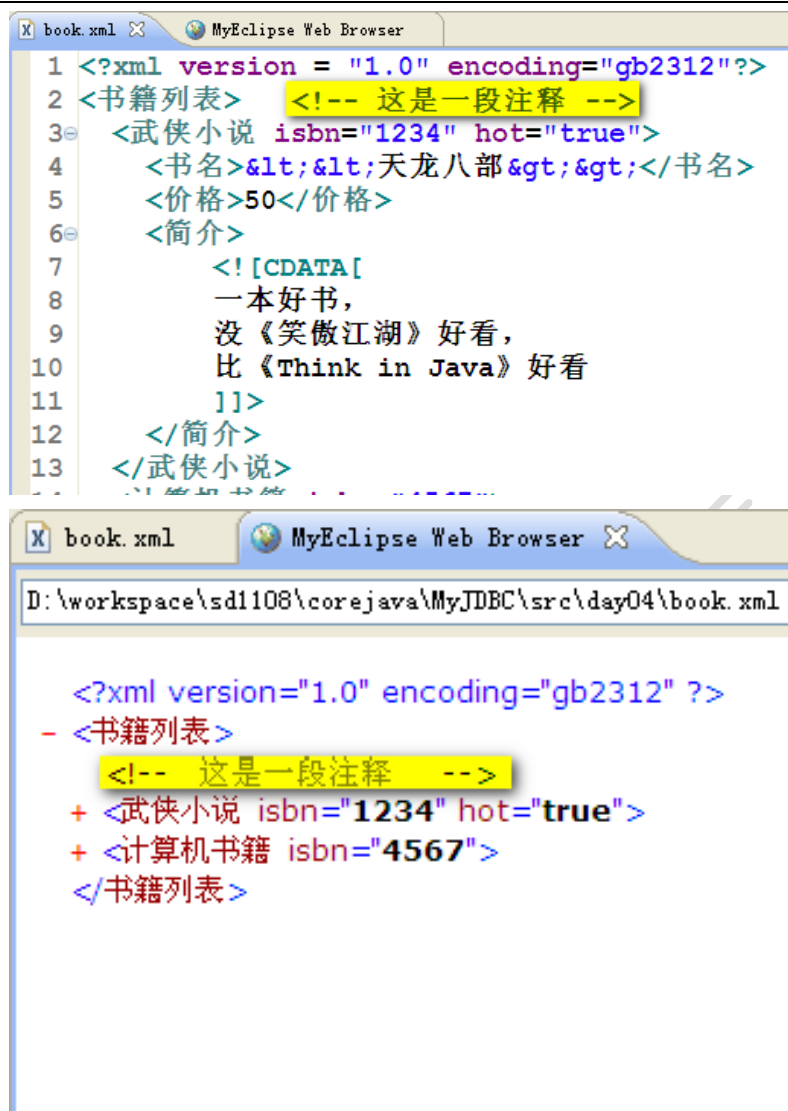 book.xml MyEclipse Web Browser
1 <?xml version = "1.0" encoding="gb2312"?>
2 <书籍列表> <!-- 这是一段注释 -->
3 <武侠小说 isbn="1234" hot="true">
4 <书名>&lt;&lt;天龙八部&gt;&gt;</书名>
5 <价格>50</价格>
6 <简介>
7 <![CDATA[
8 一本好书，
9 没《笑傲江湖》好看，
10 比《Think in Java》好看
11 ]]>
12 </简介>
13 </武侠小说>
book.xml MyEclipse Web Browser
D:\workspace\sd1108\corejava\MyJDBC\src\day04\book.xml
<?xml version="1.0" encoding="gb2312" ?>
- <书籍列表>
<!-- 这是一段注释 -->
+ <武侠小说 isbn="1234" hot="true">
+ <计算机书籍 isbn="4567">
</书籍列表>